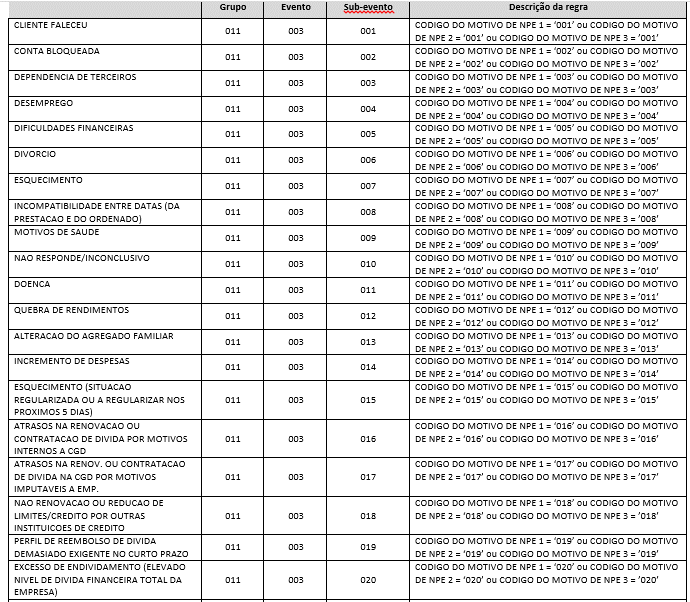 Grupo Evento Sub-evento Descrição da regra
CLIENTE FALECEU 011 003 001 CODIGO DO MOTIVO DE NPE 1 = ‘001’ ou CODIGO DO MOTIVO
DE NPE 2 = ‘001’ ou CODIGO DO MOTIVO DE NPE 3 = ’001’
CONTA BLOQUEADA 011 003 002 CODIGO DO MOTIVO DE NPE 1 = ‘002’ ou CODIGO DO MOTIVO
DE NPE 2 = ‘002’ ou CODIGO DO MOTIVO DE NPE 3 = ’002’
DEPENDENCIA DE TERCEIROS 011 003 003 CODIGO DO MOTIVO DE NPE 1 = ‘003’ ou CODIGO DO MOTIVO
DE NPE 2 = ‘003’ ou CODIGO DO MOTIVO DE NPE 3 = ’003’
DESEMPREGO 011 003 004 CODIGO DO MOTIVO DE NPE 1 = ‘004’ ou CODIGO DO MOTIVO
DE NPE 2 = ‘004’ ou CODIGO DO MOTIVO DE NPE 3 = ’004’
DIFICULDADES FINANCEIRAS 011 003 005 CODIGO DO MOTIVO DE NPE 1 = ‘005’ ou CODIGO DO MOTIVO
DE NPE 2 = ‘005’ ou CODIGO DO MOTIVO DE NPE 3 = ’005’
DIVORCIO 011 003 006 CODIGO DO MOTIVO DE NPE 1 = ‘006’ ou CODIGO DO MOTIVO
DE NPE 2 = ‘006’ ou CODIGO DO MOTIVO DE NPE 3 = ’006’
ESQUECIMENTO 011 003 007 CODIGO DO MOTIVO DE NPE 1 = ‘007’ ou CODIGO DO MOTIVO
DE NPE 2 = ‘007’ ou CODIGO DO MOTIVO DE NPE 3 = ’007’
INCOMPATIBILIDADE ENTRE DATAS (DA 011 003 008 CODIGO DO MOTIVO DE NPE 1 = ‘008’ ou CODIGO DO MOTIVO
PRESTACAO E DO ORDENADO) DE NPE 2 = ‘008’ ou CODIGO DO MOTIVO DE NPE 3 = ’008’
MOTIVOS DE SAUDE 011 003 009 CODIGO DO MOTIVO DE NPE 1 = ‘009’ ou CODIGO DO MOTIVO
DE NPE 2 = ‘009’ ou CODIGO DO MOTIVO DE NPE 3 = ’009’
NAO RESPONDE/INCONCLUSIVO 011 003 010 CODIGO DO MOTIVO DE NPE 1 = ‘010’ ou CODIGO DO MOTIVO
DE NPE 2 = ‘010’ ou CODIGO DO MOTIVO DE NPE 3 = ’010’
DOENCA 011 003 011 CODIGO DO MOTIVO DE NPE 1 = ‘011’ ou CODIGO DO MOTIVO
DE NPE 2 = ‘011’ ou CODIGO DO MOTIVO DE NPE 3 = ’011’
QUEBRA DE RENDIMENTOS 011 003 012 CODIGO DO MOTIVO DE NPE 1 = ‘012’ ou CODIGO DO MOTIVO
DE NPE 2 = ‘012’ ou CODIGO DO MOTIVO DE NPE 3 = ’012’
ALTERACAO DO AGREGADO FAMILIAR 011 003 013 CODIGO DO MOTIVO DE NPE 1 = ‘013’ ou CODIGO DO MOTIVO
DE NPE 2 = ‘013’ ou CODIGO DO MOTIVO DE NPE 3 = ’013’
INCREMENTO DE DESPESAS 011 003 014 CODIGO DO MOTIVO DE NPE 1 = ‘014’ ou CODIGO DO MOTIVO
DE NPE 2 = ‘014’ ou CODIGO DO MOTIVO DE NPE 3 = ’014’
ESQUECIMENTO (SITUACAO 011 003 015 CODIGO DO MOTIVO DE NPE 1 = ‘015’ ou CODIGO DO MOTIVO
REGULARIZADA OU A REGULARIZAR NOS DE NPE 2 = ‘015’ ou CODIGO DO MOTIVO DE NPE 3 = ’015’
PROXIMOS 5 DIAS)
ATRASOS NA RENOVACAO OU 011 003 016 CODIGO DO MOTIVO DE NPE 1 = ‘016’ ou CODIGO DO MOTIVO
CONTRATACAO DE DIVIDA POR MOTIVOS DE NPE 2 = ‘016’ ou CODIGO DO MOTIVO DE NPE 3 = ’016’
INTERNOS A CGD
ATRASOS NA RENOV. OU CONTRATACAO 011 003 017 CODIGO DO MOTIVO DE NPE 1 = ‘017’ ou CODIGO DO MOTIVO
DE DIVIDA NA CGD POR MOTIVOS DE NPE 2 = ‘017’ ou CODIGO DO MOTIVO DE NPE 3 = ’017’
IMPUTAVEIS A EMP.
NAO RENOVACAO OU REDUCAO DE 011 003 018 CODIGO DO MOTIVO DE NPE 1 = ‘018’ ou CODIGO DO MOTIVO
LIMITES/CREDITO POR OUTRAS DE NPE 2 = ‘018’ ou CODIGO DO MOTIVO DE NPE 3 = ’018’
INSTITUICOES DE CREDITO
PERFIL DE REEMBOLSO DE DIVIDA 011 003 019 CODIGO DO MOTIVO DE NPE 1 = ‘019’ ou CODIGO DO MOTIVO
DEMASIADO EXIGENTE NO CURTO PRAZO DE NPE 2 = ‘019’ ou CODIGO DO MOTIVO DE NPE 3 = ’019’
EXCESSO DE ENDIVIDAMENTO (ELEVADO 011 003 020 CODIGO DO MOTIVO DE NPE 1 = ‘020’ ou CODIGO DO MOTIVO
NIVEL DE DIVIDA FINANCEIRA TOTAL DA DE NPE 2 = ‘020’ ou CODIGO DO MOTIVO DE NPE 3 = ’020’
EMPRESA)